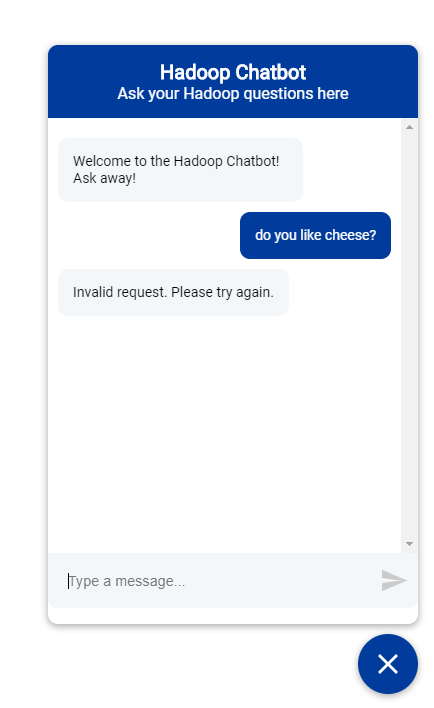 Hadoop Chatbot
Ask your Hadoop questions here
Welcome to the Hadoop Chatbot!
Ask away!
do you like cheese?
Invalid request. Please try again.
Type a message...